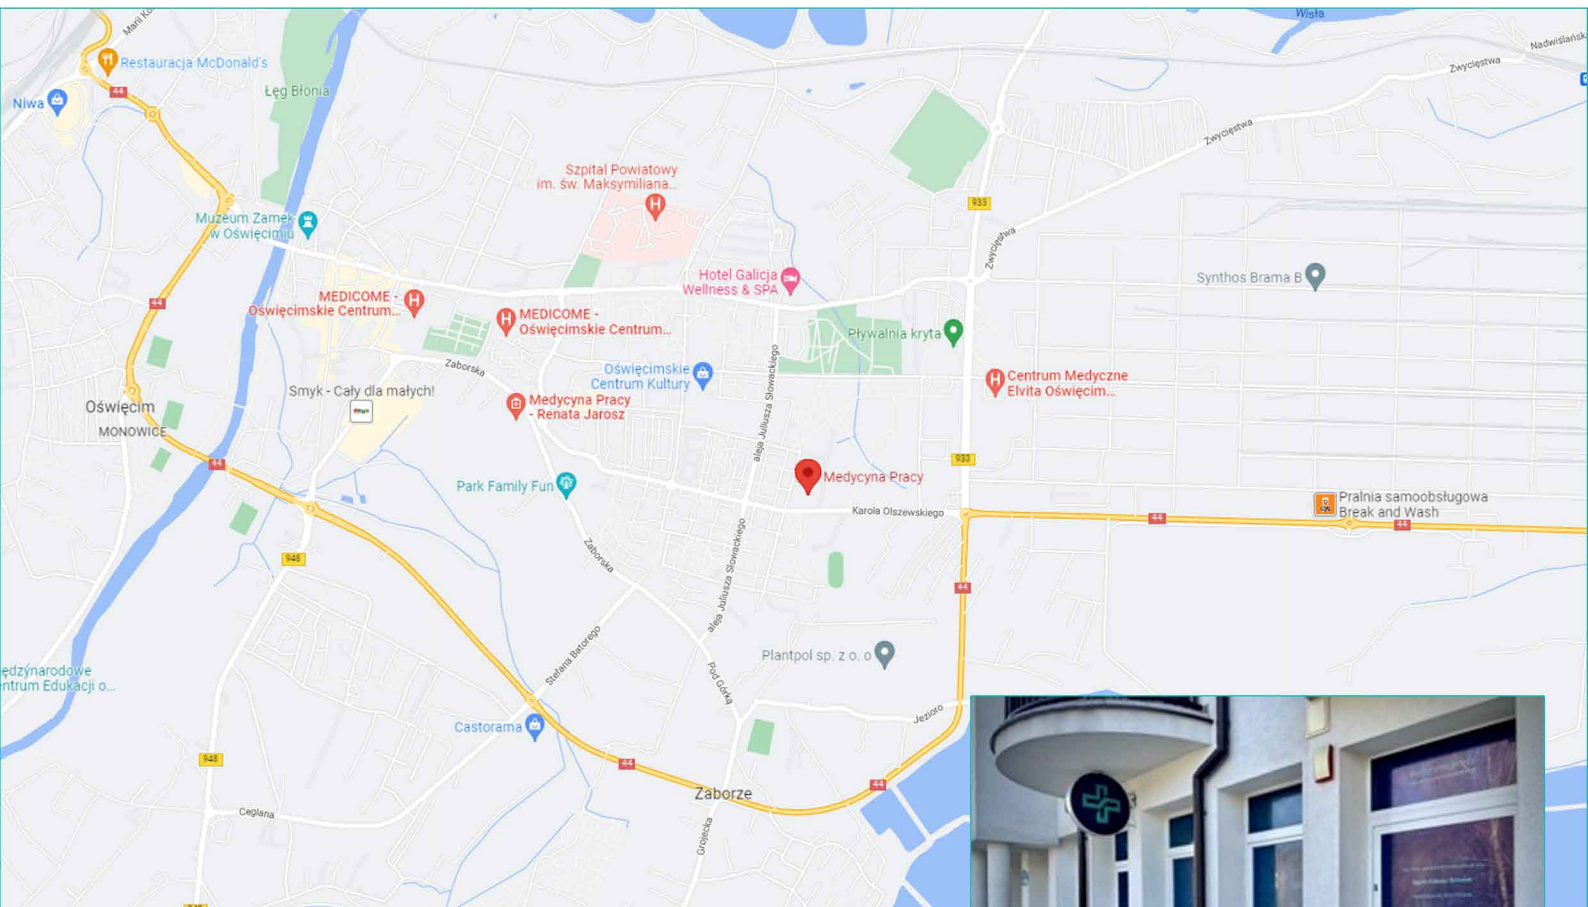 Wisła
Nadwiślańsk
Zwycięstwa
Restauracja McDonald's
44
Niwa
Łęg Błonia
Zwycięstwa
Szpital Powiatowy
im. św. Maksymiliana...
933
Muzeum Zamek
w Oświęcimiu
Zwycięstwa
Hotel Galicja
Wellness & SPA
Synthos Brama B
44
MEDICOME -
Oświęcimskie Centrum...
MEDICOME -
Oświęcimskie Centrum...
Pływalnia kryta
Zaborska
Oświęcimskie
Centrum Kultury
aleja Juliusza Słowackiego
Centrum Medyczne
Elvita Oświęcim...
Smyk - Cały dla małych!
Medycyna Pracy
- Renata Jarosz
Oświęcim
MONOWICE
44
933
Medycyna Pracy
Park Family Fun
Karola Olszewskiego
44
Pralnia samoobsługowa
Break and Wash
44
948
Zaborska
aleja Juliusza Słowackiego
44
Stefana Batorego
Plantpol sp. z o. o
Pod Górką
entrum Edukacji o...
Jezioro
Castorama
948
44
44
Zaborze
Ceglana
Grojecka